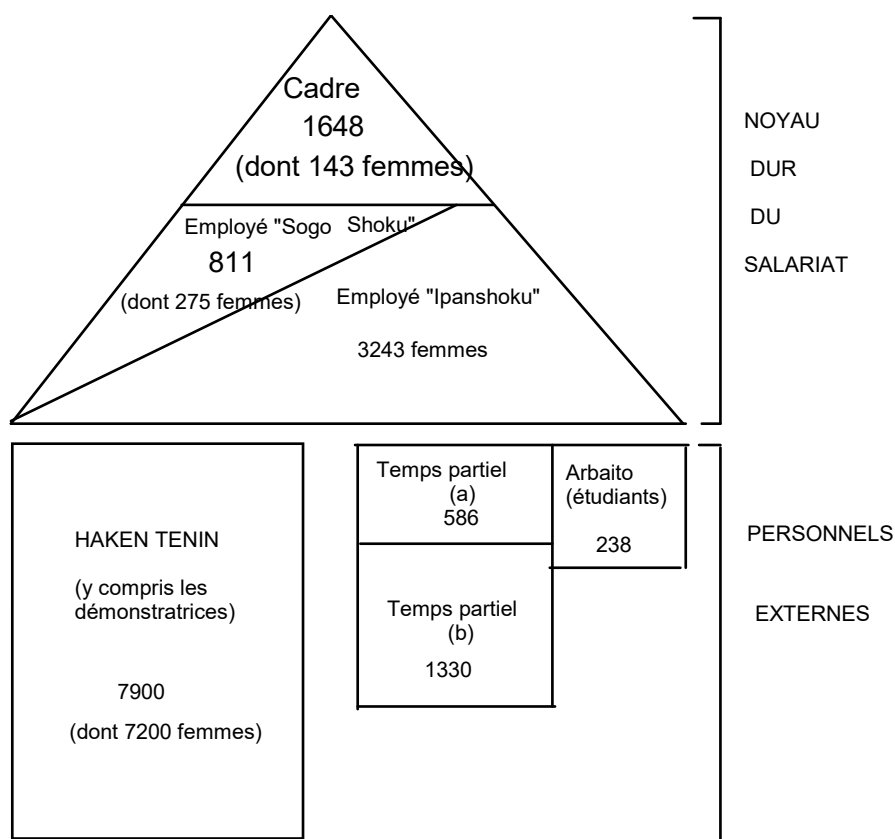 Cadre
1648
(dont 143 femmes)
Employé "Sogo Shoku"
811
(dont 275 femmes)
Employé "Ipanshoku"
3243 femmes
NOYAU
DUR
DU
SALARIAT
HAKEN TENIN
(y compris les
démonstratrices)
7900
(dont 7200 femmes)
Temps partiel
(a)
586
Arbaito
(étudiants)
238
Temps partiel
(b)
1330
PERSONNELS
EXTERNES